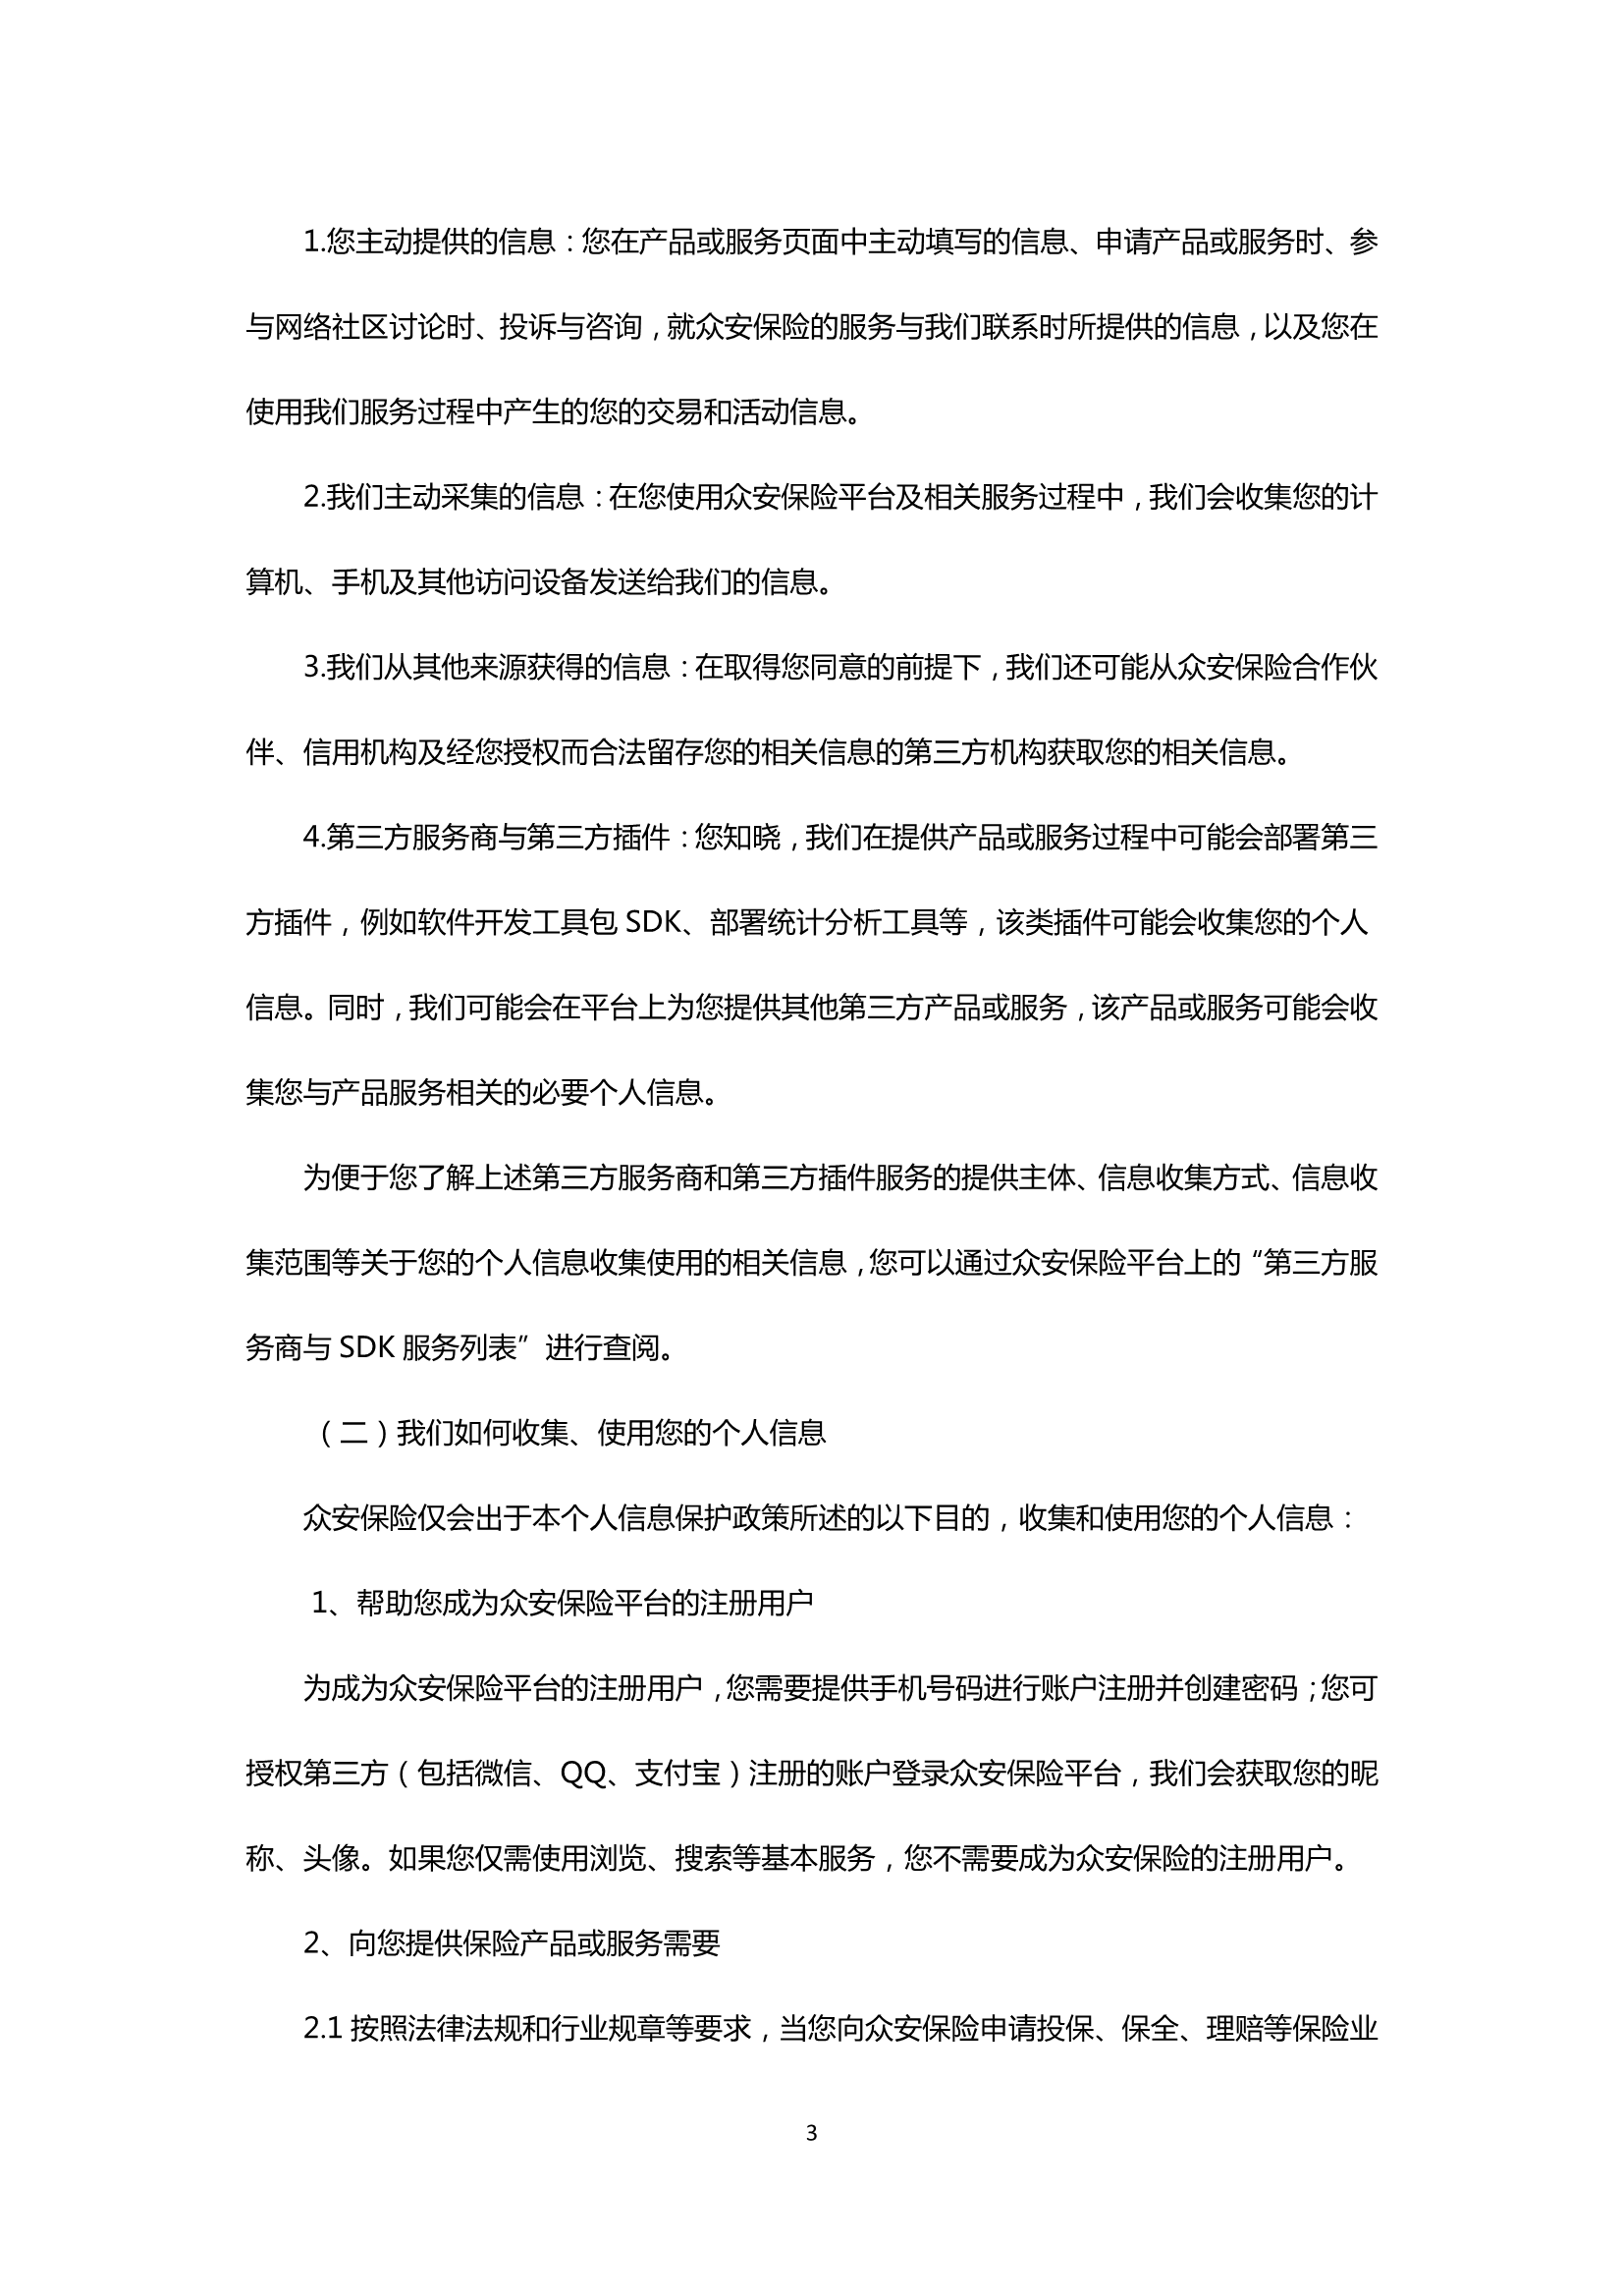 1.您主动提供的信息：您在产品或服务页面中主动填写的信息、申请产品或服务时、参
与网络社区讨论时、投诉与咨询，就众安保险的服务与我们联系时所提供的信息，以及您在
使用我们服务过程中产生的您的交易和活动信息。
2.我们主动采集的信息：在您使用众安保险平台及相关服务过程中，我们会收集您的计
算机、手机及其他访问设备发送给我们的信息。
3.我们从其他来源获得的信息：在取得您同意的前提下，我们还可能从众安保险合作伙
伴、信用机构及经您授权而合法留存您的相关信息的第三方机构获取您的相关信息。
4.第三方服务商与第三方插件：您知晓，我们在提供产品或服务过程中可能会部署第三
方插件，例如软件开发工具包 SDK、部署统计分析工具等，该类插件可能会收集您的个人
信息。同时，我们可能会在平台上为您提供其他第三方产品或服务，该产品或服务可能会收
集您与产品服务相关的必要个人信息。
为便于您了解上述第三方服务商和第三方插件服务的提供主体、信息收集方式、信息收
集范围等关于您的个人信息收集使用的相关信息，您可以通过众安保险平台上的“第三方服
务商与 SDK 服务列表”进行查阅。
（二）我们如何收集、使用您的个人信息
众安保险仅会出于本个人信息保护政策所述的以下目的，收集和使用您的个人信息：
1、帮助您成为众安保险平台的注册用户
为成为众安保险平台的注册用户，您需要提供手机号码进行账户注册并创建密码；您可
授权第三方（包括微信、QQ、支付宝）注册的账户登录众安保险平台，我们会获取您的昵
称、头像。如果您仅需使用浏览、搜索等基本服务，您不需要成为众安保险的注册用户。
2、向您提供保险产品或服务需要
2.1 按照法律法规和行业规章等要求，当您向众安保险申请投保、保全、理赔等保险业
3